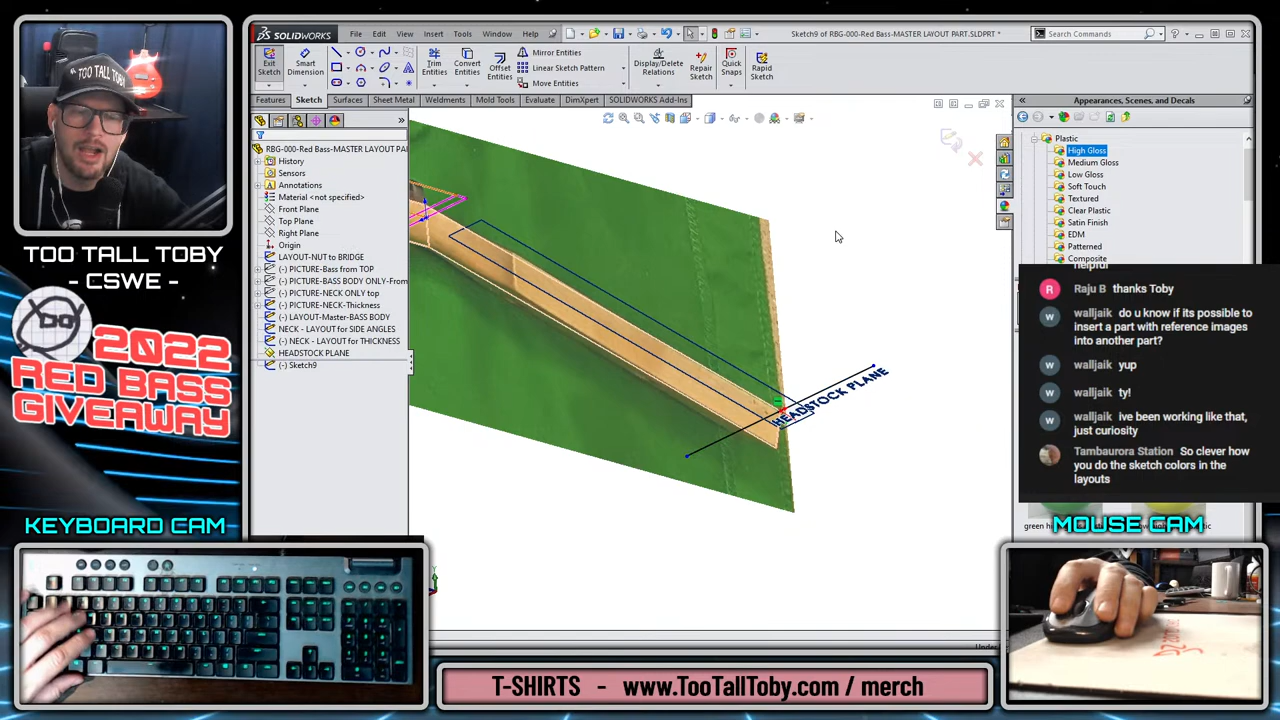 "TOO TALL TOBY"
TOO TALL TOBY
- CSWE -
2022
RED BASS
GIVEAWAY
KEYBOARD CAM
SOLIDWORKS
File
Edit
View
Insert
Tools
Window
Help
Sketch9 of RBG-000-Red Bass-MASTER LAYOUT PART.SLDPRT *
Search Commands
Exit Sketch
Smart Dimension
Trim Entities
Convert Entities
Offset Entities
Mirror Entities
Linear Sketch Pattern
Move Entities
Display/Delete Relations
Repair Sketch
Quick Snaps
Rapid Sketch
Features
Sketch
Surfaces
Sheet Metal
Weldments
Mold Tools
Evaluate
DimXpert
SOLIDWORKS Add-Ins
RBG-000-Red Bass-MASTER LAYOUT PA
History
Sensors
Annotations
Material <not specified>
Front Plane
Top Plane
Right Plane
Origin
LAYOUT-NUT to BRIDGE
(-) PICTURE-Bass from TOP
(-) PICTURE-BASS BODY ONLY-From
(-) PICTURE-NECK ONLY top
(-) PICTURE-NECK-Thickness
(-) LAYOUT-Master-BASS BODY
NECK - LAYOUT for SIDE ANGLES
NECK - LAYOUT for THICKNESS
HEADSTOCK PLANE
(-) Sketch9
HEADSTOCK PLANE
Appearances, Scenes, and Decals
Plastic
High Gloss
Medium Gloss
Low Gloss
Soft Touch
Textured
Clear Plastic
Satin Finish
EDM
Patterned
Composite
helpful
Raju B thanks Toby
walljaik do u know if its possible to
insert a part with reference images
into another part?
walljaik yup
walljaik ty!
walljaik ive been working like that,
just curiosity
Tambaurora Station So clever how
you do the sketch colors in the
layouts
MOUSE CAM
T-SHIRTS - www.TooTallToby.com / merch